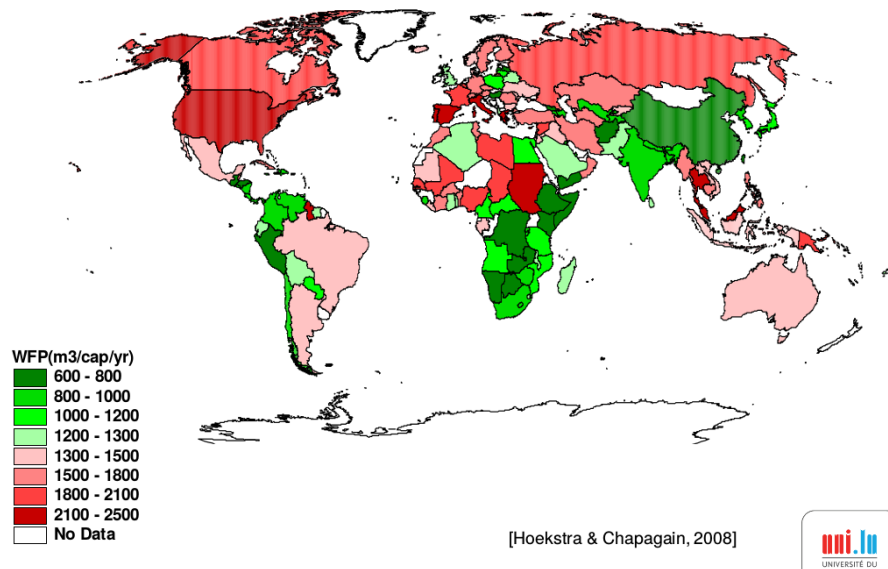 WFP(m3/cap/yr)
600 - 800
800 - 1000
1000 - 1200
1200 - 1300
1300 - 1500
1500 - 1800
1800 - 2100
2100 - 2500
No Data
[Hoekstra & Chapagain, 2008]
uni.lu
UNIVERSITÉ DU